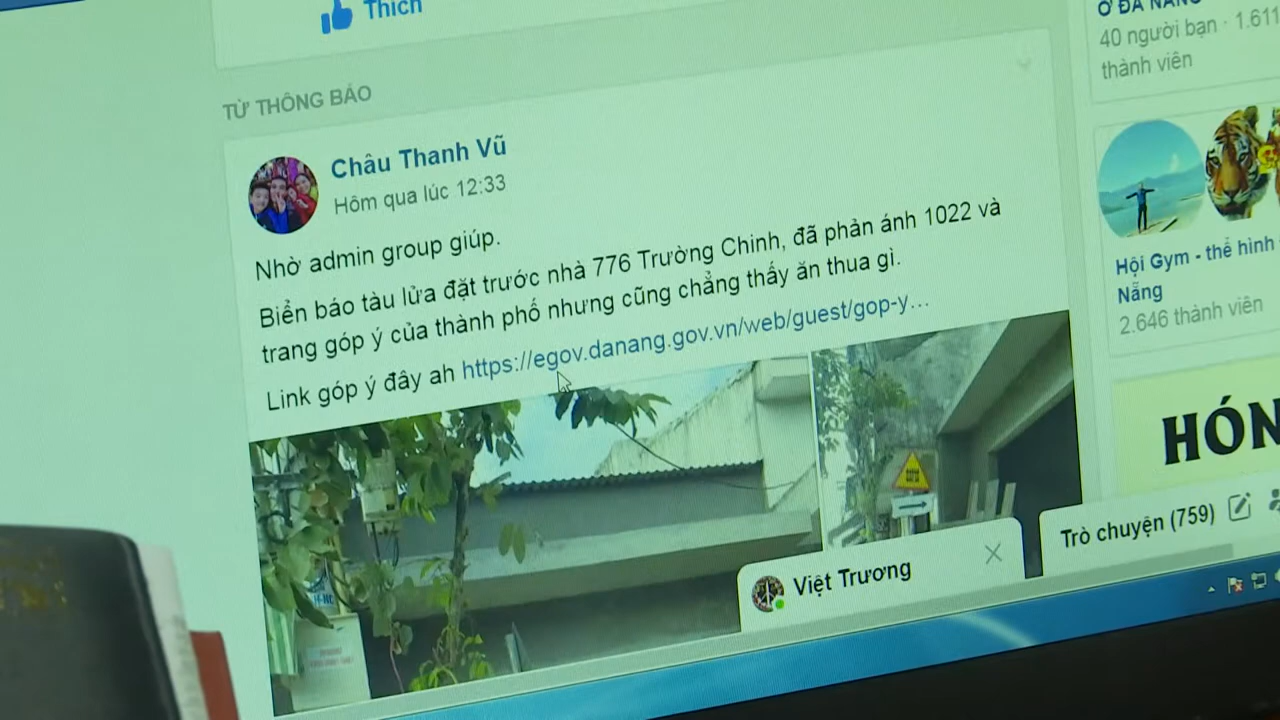 Thích
TỪ THÔNG BÁO
Châu Thanh Vũ
Hôm qua lúc 12:33
Nhờ admin group giúp.
Biển báo tàu lửa đặt trước nhà 776 Trường Chinh, đã phản ánh 1022 và
trang góp ý của thành phố nhưng cũng chẳng thấy ăn thua gì.
Link góp ý đây ah https://egov.danang.gov.vn/web/guest/gop-y...
Việt Trương
Ở ĐÀ NẴNG
40 người bạn · 1.611
thành viên
Hội Gym - thể hình
Nẵng
2.646 thành viên
HÓN
Trò chuyện (759)